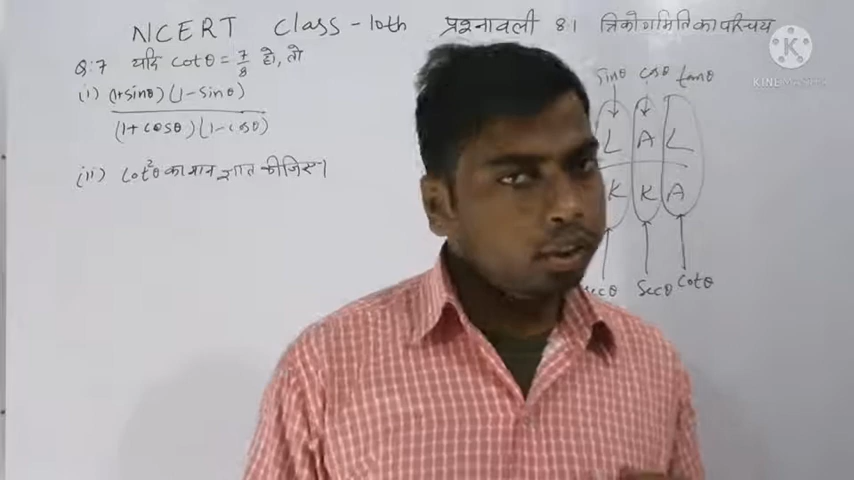 NCERT Class-10th प्रश्नावली 8.1 त्रिकोणमिति का परिचय
Q:7 यदि cotθ = 7/8 हो, तो
(i) (1+sinθ)(1-sinθ)
(1+cosθ)(1-cosθ)
(ii) cot²θ का मान ज्ञात कीजिए।
sinθ cosθ tanθ
L A L
K K A
secθ cotθ
K
KINEMASTER